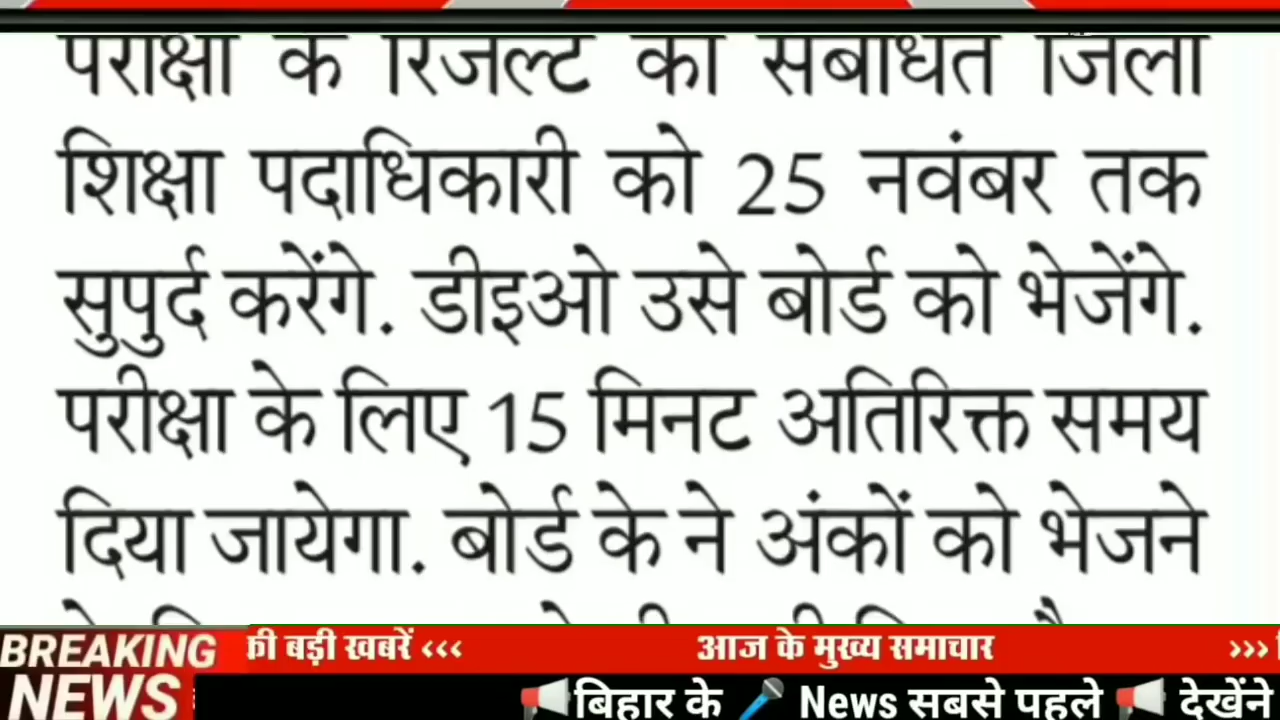 परीक्षा के रिजल्ट को संबंधित जिला
शिक्षा पदाधिकारी को 25 नवंबर तक
सुपुर्द करेंगे. डीइओ उसे बोर्ड को भेजेंगे.
परीक्षा के लिए 15 मिनट अतिरिक्त समय
दिया जायेगा. बोर्ड के ने अंकों को भेजने
BREAKING
NEWS
की बड़ी खबरें <<< आज के मुख्य समाचार >>>
बिहार के News सबसे पहले देखेंने